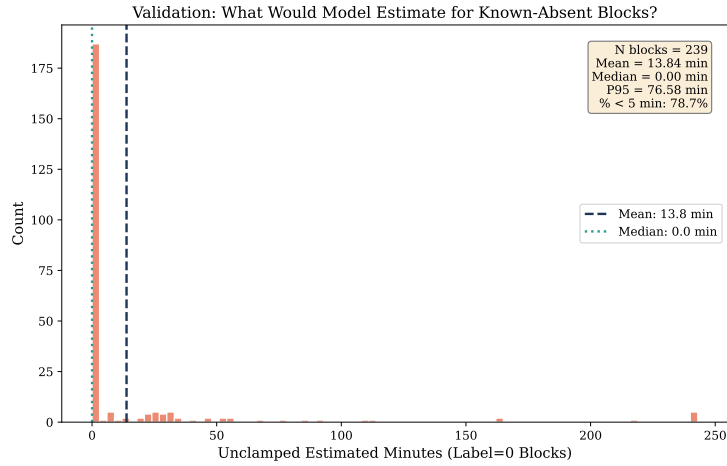 Validation: What Would Model Estimate for Known-Absent Blocks?
N blocks = 239
Mean = 13.84 min
Median = 0.00 min
P95 = 76.58 min
% < 5 min: 78.7%
Mean: 13.8 min
Median: 0.0 min
Count
175
150
125
100
75
50
25
0
0 50 100 150 200 250
Unclamped Estimated Minutes (Label=0 Blocks)